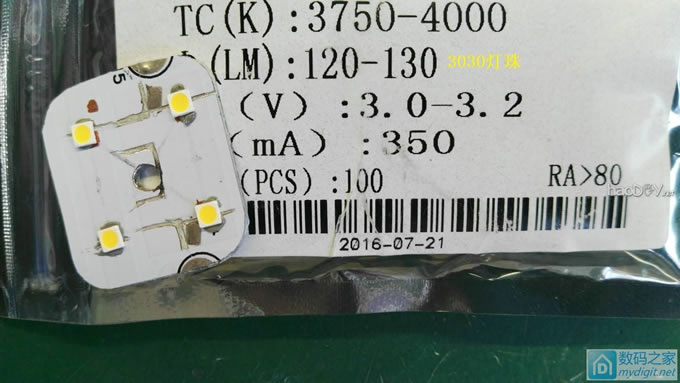 TC(K):3750-4000
(LM):120-130 3030灯珠
(V):3.0-3.2
(mA):350
(PCS):100 RA>80
2016-07-21
5
数码之家
mydigit.net